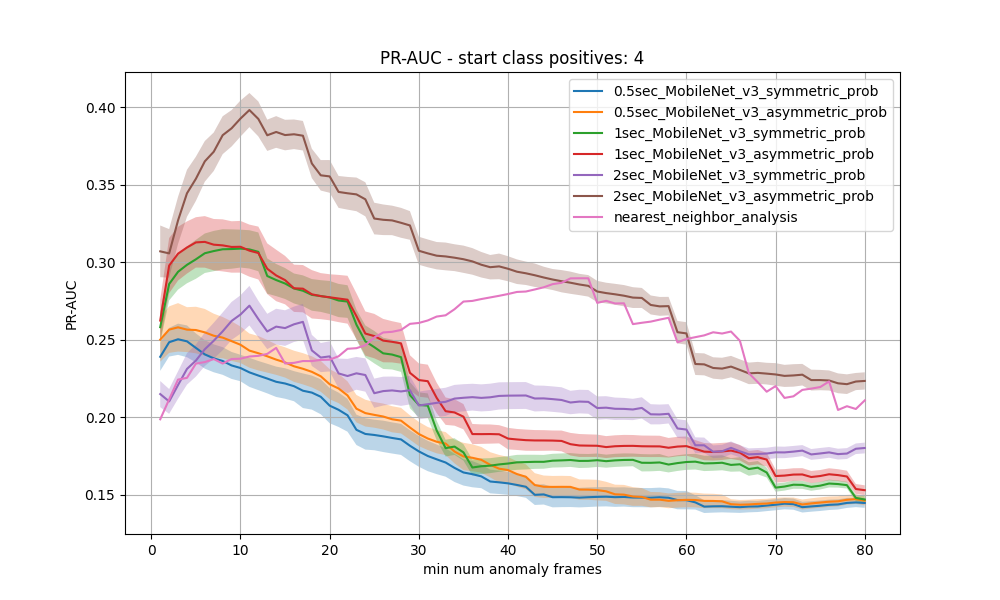 PR-AUC - start class positives: 4
0.5sec_MobileNet_v3_symmetric_prob
0.5sec_MobileNet_v3_asymmetric_prob
1sec_MobileNet_v3_symmetric_prob
1sec_MobileNet_v3_asymmetric_prob
2sec_MobileNet_v3_symmetric_prob
2sec_MobileNet_v3_asymmetric_prob
nearest_neighbor_analysis
PR-AUC
0.40
0.35
0.30
0.25
0.20
0.15
0 10 20 30 40 50 60 70 80
min num anomaly frames